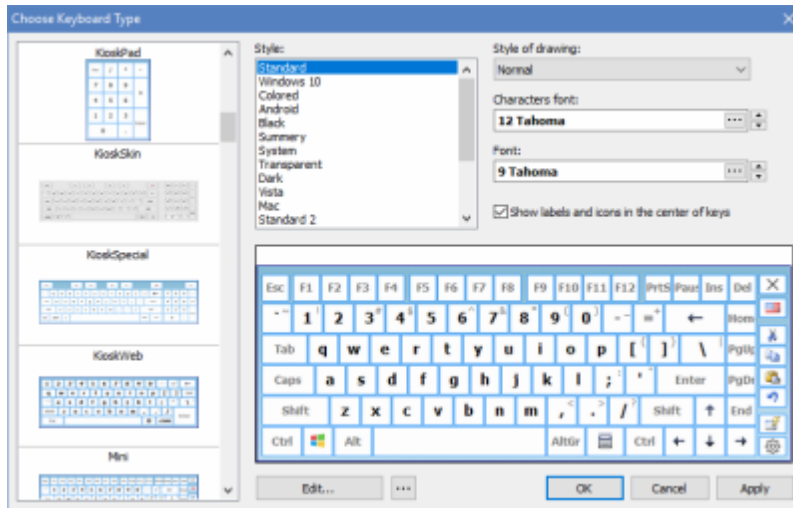 Choose Keyboard Type
KioskPad
KioskSkin
KioskSpecial
KioskWeb
Mini
Style:
Standard
Windows 10
Colored
Android
Black
Summery
System
Transparent
Dark
Vista
Mac
Standard 2
Style of drawing:
Normal
Characters font:
12 Tahoma
Font:
9 Tahoma
Show labels and icons in the center of keys
Esc F1 F2 F3 F4 F5 F6 F7 F8 F9 F10 F11 F12 PrtS Paus Ins Del
1 2 3 4 5 6 7 8 9 0 - = Hom
Tab q w e r t y u i o p [ ] \ PgUp
Caps a s d f g h j k l ; ' Enter PgDn
Shift z x c v b n m , . / Shift End
Ctrl Alt AltGr Ctrl
Edit... ...
OK Cancel Apply